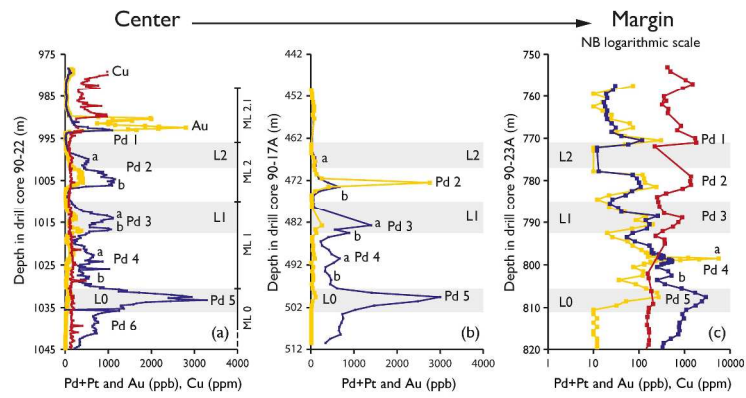 Center
Margin
NB logarithmic scale
975
985
995
1005
1015
1025
1035
1045
Depth in drill core 90-22 (m)
Cu
Au
Pd 1
L2
a
Pd 2
b
L1
a
Pd 3
b
Pd 4
a
b
L0
Pd 5
Pd 6
(a)
ML 2.1
ML 2
ML 1
ML 0
0 1000 2000 3000 4000
Pd+Pt and Au (ppb), Cu (ppm)
442
452
462
472
482
492
502
512
Depth in drill core 90-17A (m)
a
L2
Pd 2
b
L1
Pd 3
a
b
a
Pd 4
b
L0
Pd 5
(b)
0 1000 2000 3000 4000
Pd+Pt and Au (ppb)
750
760
770
780
790
800
810
820
Depth in drill core 90-23A (m)
Pd 1
L2
Pd 2
L1
Pd 3
a
Pd 4
b
L0
Pd 5
(c)
1 10 100 1000 10000
Pd+Pt and Au (ppb), Cu (ppm)